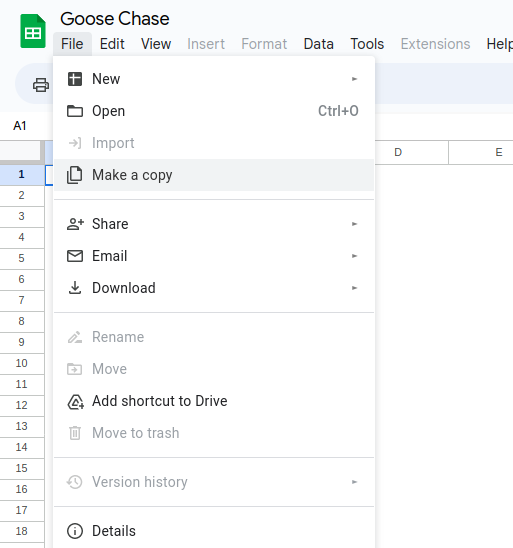 Goose Chase
File Edit View Insert Format Data Tools Extensions Help
A1
D E
New
Open Ctrl+O
Import
Make a copy
Share
Email
Download
Rename
Move
Add shortcut to Drive
Move to trash
Version history
Details
1
2
3
4
5
6
7
8
9
10
11
12
13
14
15
16
17
18